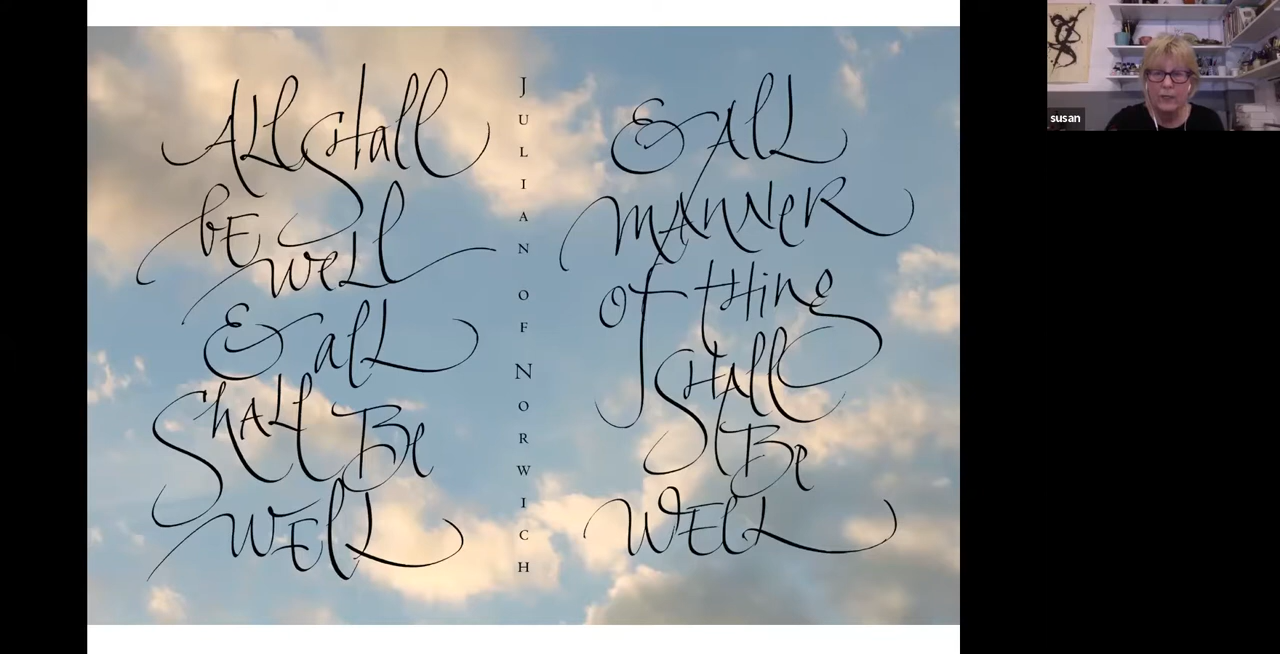 All Shall
be Well
& all
Shall Be
Well
Julian of Norwich
& All
manner
of thing
Shall
Be
Well
susan